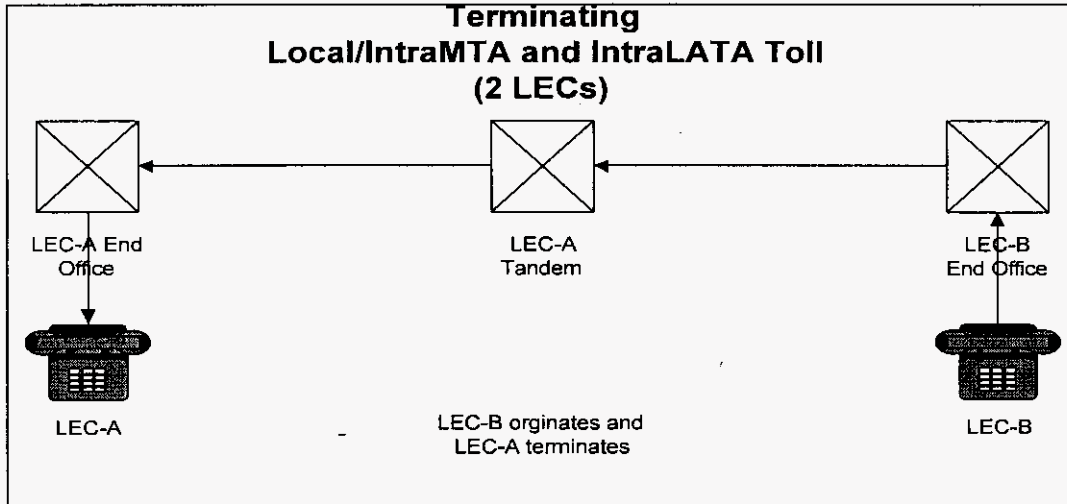 Terminating
Local/IntraMTA and IntraLATA Toll
(2 LECs)
LEC-A End
Office
LEC-A
Tandem
LEC-B
End Office
LEC-A
LEC-B orginates and
LEC-A terminates
LEC-B